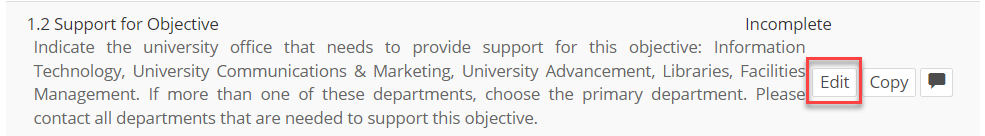 1.2 Support for Objective Incomplete
Indicate the university office that needs to provide support for this objective: Information
Technology, University Communications & Marketing, University Advancement, Libraries, Facilities
Edit Copy
Management. If more than one of these departments, choose the primary department. Please
contact all departments that are needed to support this objective.